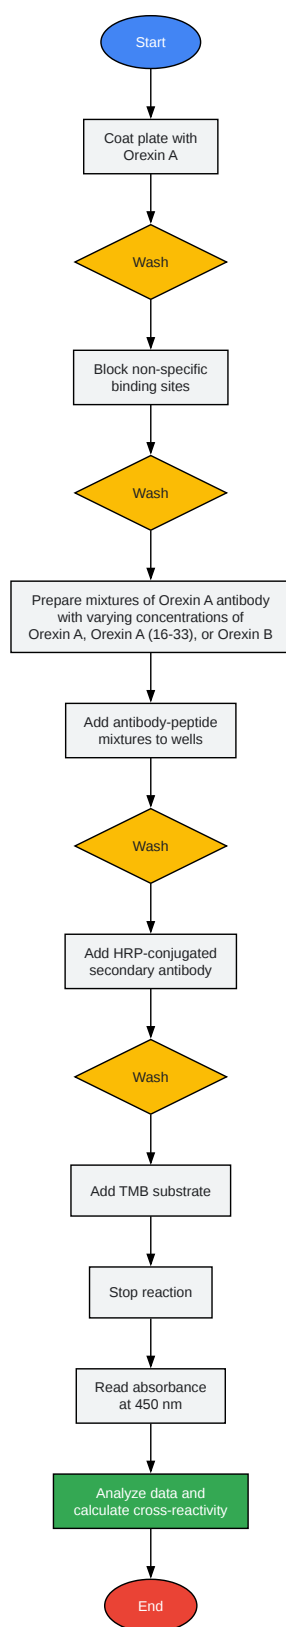 Start
Coat plate with
Orexin A
Wash
Block non-specific
binding sites
Wash
Prepare mixtures of Orexin A antibody
with varying concentrations of
Orexin A, Orexin A (16-33), or Orexin B
Add antibody-peptide
mixtures to wells
Wash
Add HRP-conjugated
secondary antibody
Wash
Add TMB substrate
Stop reaction
Read absorbance
at 450 nm
Analyze data and
calculate cross-reactivity
End